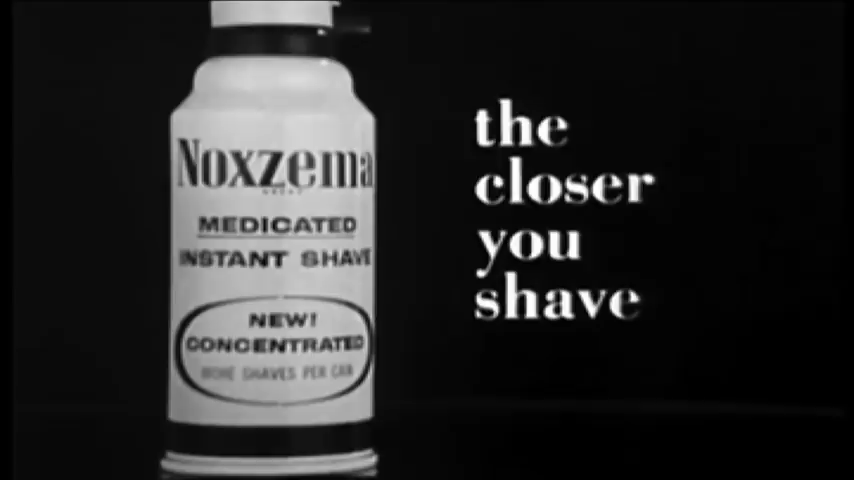 Noxzema
MEDICATED
INSTANT SHAVE
NEW!
CONCENTRATED
MORE SHAVES PER CAN
the
closer
you
shave